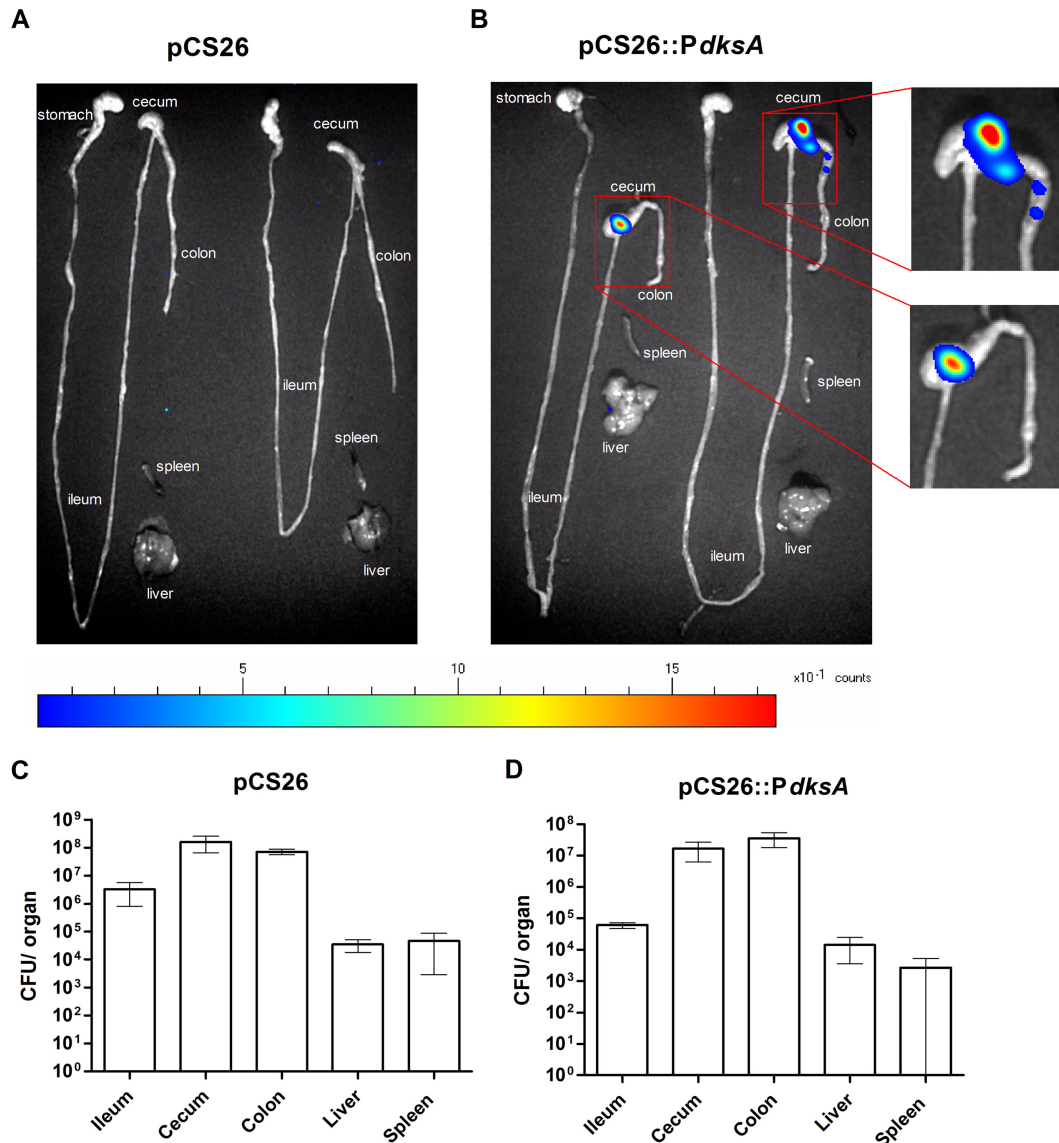 A
pCS26
stomach
cecum
cecum
colon
colon
ileum
spleen
spleen
ileum
liver
liver
B
pCS26::PdksA
stomach
cecum
cecum
colon
colon
spleen
spleen
liver
ileum
ileum
liver
5 10 15 x10⁻¹ counts
C
pCS26
CFU/ organ
10⁹
10⁸
10⁷
10⁶
10⁵
10⁴
10³
10²
10¹
10⁰
Ileum Cecum Colon Liver Spleen
D
pCS26::PdksA
CFU/ organ
10⁸
10⁷
10⁶
10⁵
10⁴
10³
10²
10¹
10⁰
Ileum Cecum Colon Liver Spleen